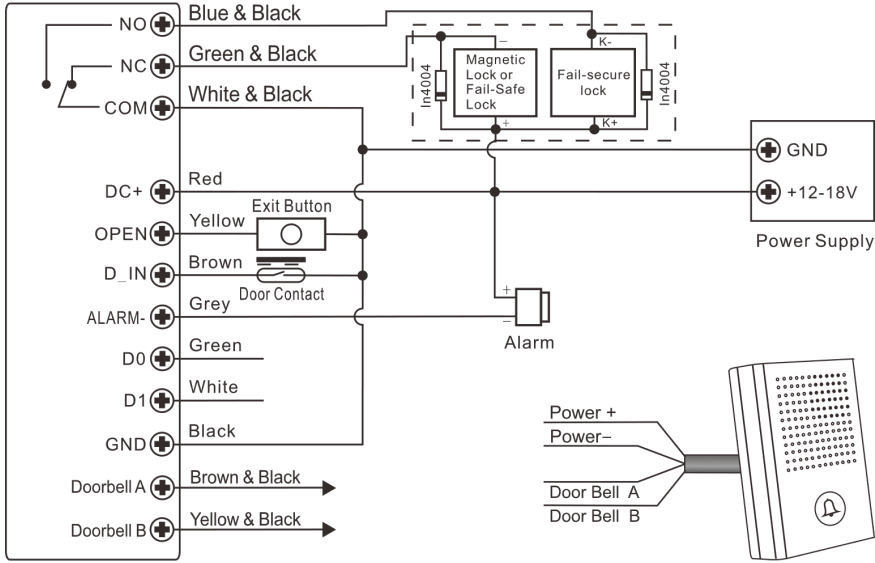 NO
Blue & Black
NC
Green & Black
COM
White & Black
In4004
–
Magnetic
Lock or
Fail-Safe
Lock
+
K-
Fail-secure
lock
K+
In4004
GND
+12-18V
Power Supply
DC+
Red
OPEN
Yellow
Exit Button
D_IN
Brown
Door Contact
ALARM-
Grey
+
–
Alarm
D0
Green
D1
White
GND
Black
Doorbell A
Brown & Black
Doorbell B
Yellow & Black
Power +
Power–
Door Bell A
Door Bell B